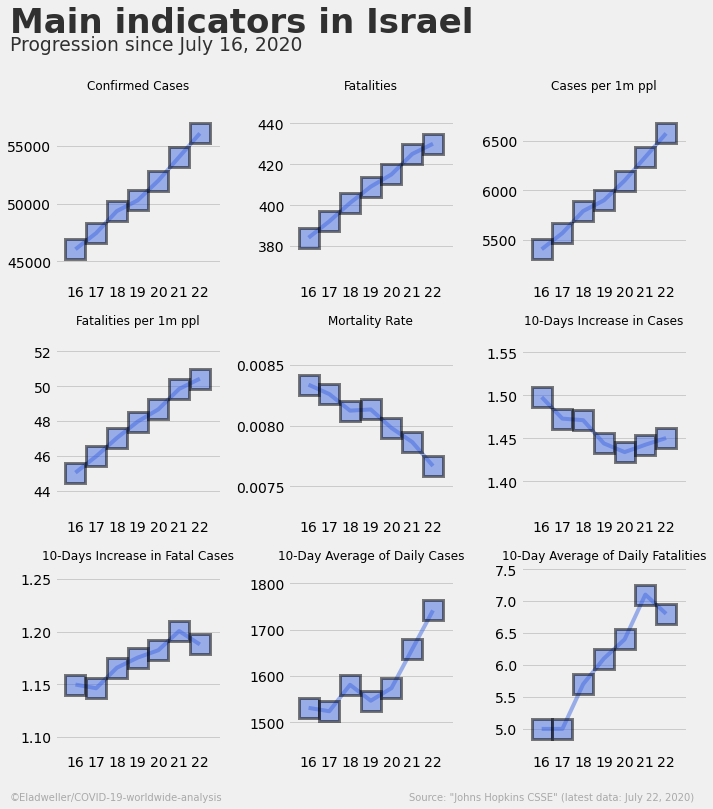 Main indicators in Israel
Progression since July 16, 2020
Confirmed Cases
55000
50000
45000
16 17 18 19 20 21 22
Fatalities
440
420
400
380
16 17 18 19 20 21 22
Cases per 1m ppl
6500
6000
5500
16 17 18 19 20 21 22
Fatalities per 1m ppl
52
50
48
46
44
16 17 18 19 20 21 22
Mortality Rate
0.0085
0.0080
0.0075
16 17 18 19 20 21 22
10-Days Increase in Cases
1.55
1.50
1.45
1.40
16 17 18 19 20 21 22
10-Days Increase in Fatal Cases
1.25
1.20
1.15
1.10
16 17 18 19 20 21 22
10-Day Average of Daily Cases
1800
1700
1600
1500
16 17 18 19 20 21 22
10-Day Average of Daily Fatalities
7.5
7.0
6.5
6.0
5.5
5.0
16 17 18 19 20 21 22
©Eladweller/COVID-19-worldwide-analysis
Source: "Johns Hopkins CSSE" (latest data: July 22, 2020)